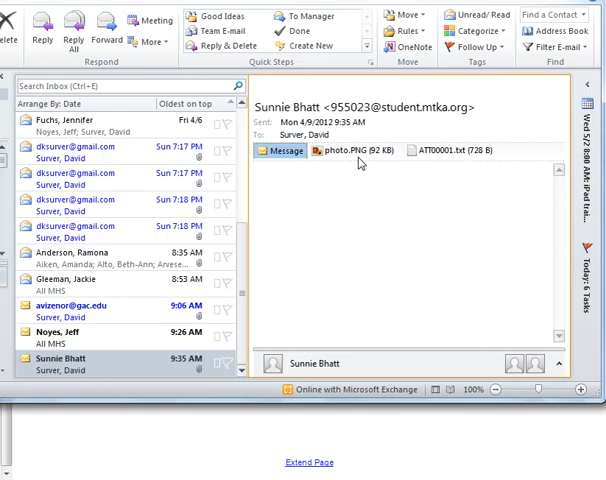 Delete
Reply
Reply All
Forward
Meeting
More
Respond
Good Ideas
Team E-mail
Reply & Delete
To Manager
Done
Create New
Quick Steps
Move
Rules
OneNote
Move
Unread/ Read
Categorize
Follow Up
Tags
Find a Contact
Address Book
Filter E-mail
Find
Search Inbox (Ctrl+E)
Arrange By: Date
Oldest on top
Fuchs, Jennifer Fri 4/6
Noyes, Jeff; Surver, David
dksurver@gmail.com Sun 7:17 PM
Surver, David
dksurver@gmail.com Sun 7:17 PM
Surver, David
dksurver@gmail.com Sun 7:18 PM
Surver, David
dksurver@gmail.com Sun 7:18 PM
Surver, David
Anderson, Ramona 8:35 AM
Aiken, Amanda; Alto, Beth-Ann; Arvese...
Gleeman, Jackie 8:53 AM
All MHS
avizenor@gac.edu 9:06 AM
Surver, David
Noyes, Jeff 9:26 AM
All MHS
Sunnie Bhatt 9:35 AM
Surver, David
Sunnie Bhatt <955023@student.mtka.org>
Sent: Mon 4/9/2012 9:35 AM
To: Surver, David
Message
photo.PNG (92 KB)
ATT00001.txt (728 B)
Sunnie Bhatt
Wed 5/2 8:00 AM: iPad trai...
Today: 6 Tasks
Online with Microsoft Exchange
100%
Extend Page